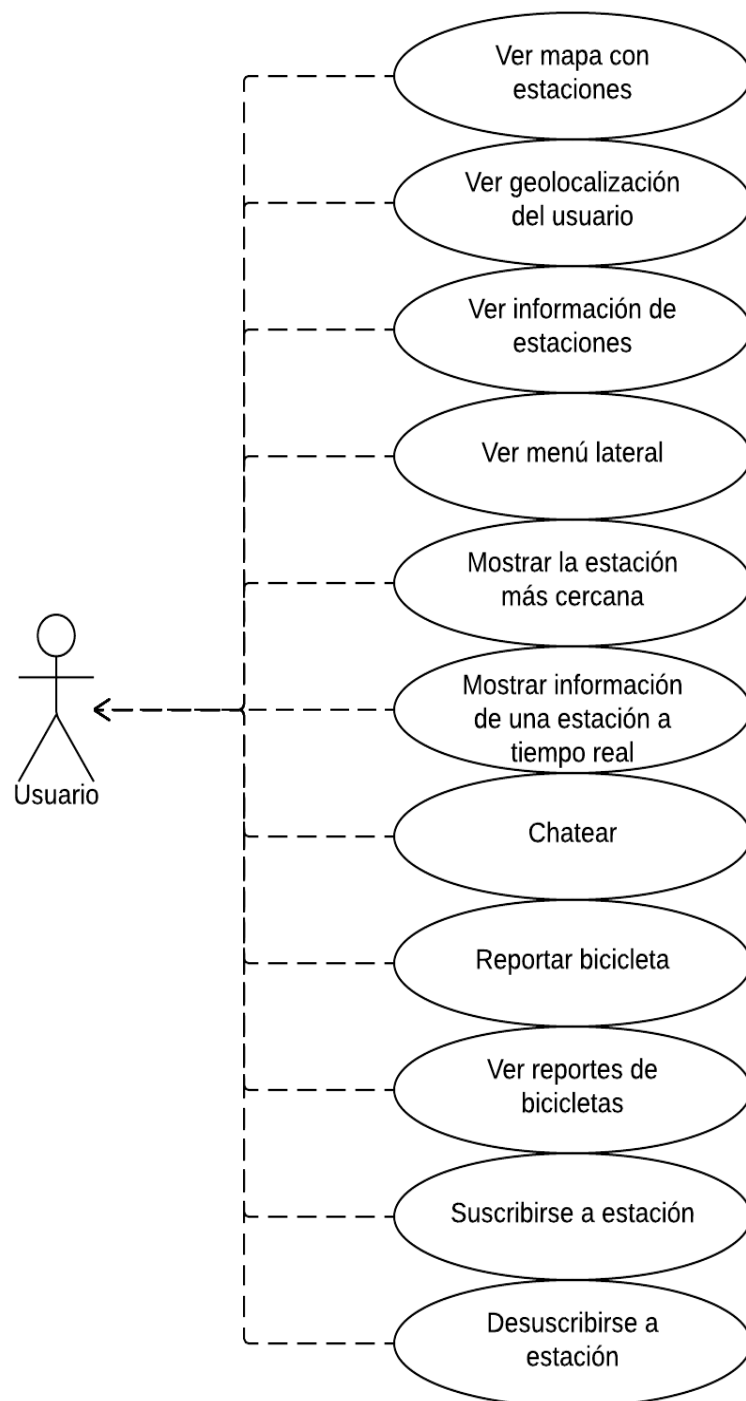 Ver mapa con
estaciones
Ver geolocalización
del usuario
Ver información de
estaciones
Ver menú lateral
Mostrar la estación
más cercana
Mostrar información
de una estación a
tiempo real
Usuario
Chatear
Reportar bicicleta
Ver reportes de
bicicletas
Suscribirse a estación
Desuscribirse a
estación